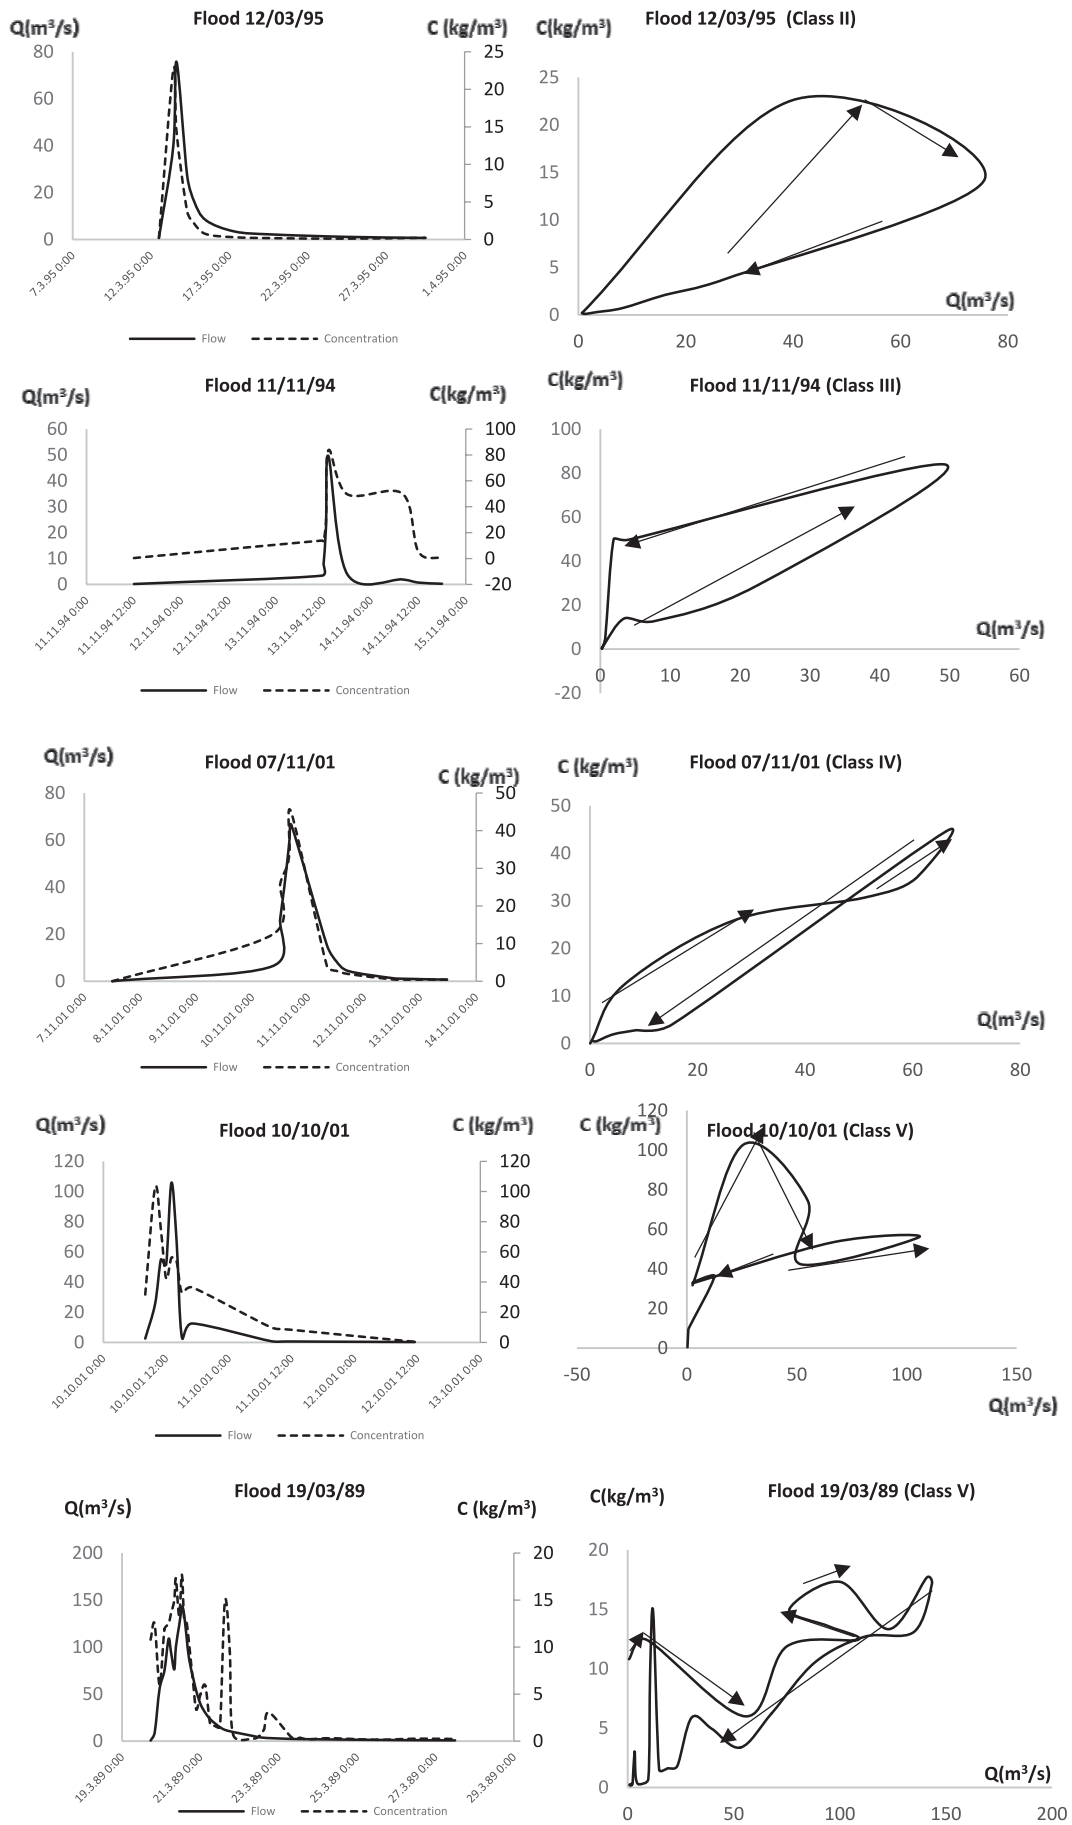 Flood 12/03/95
Q(m³/s)
C (kg/m³)
80
60
40
20
0
25
20
15
10
5
0
7.3.95 0:00
12.3.95 0:00
17.3.95 0:00
22.3.95 0:00
27.3.95 0:00
1.4.95 0:00
Flow
Concentration
Flood 12/03/95 (Class II)
C(kg/m³)
25
20
15
10
5
0
Q(m³/s)
0 20 40 60 80
Flood 11/11/94
Q(m³/s)
C(kg/m³)
60
50
40
30
20
10
0
100
80
60
40
20
0
-20
11.11.94 0:00
11.11.94 12:00
12.11.94 0:00
12.11.94 12:00
13.11.94 0:00
13.11.94 12:00
14.11.94 0:00
14.11.94 12:00
15.11.94 0:00
Flow
Concentration
C(kg/m³)
Flood 11/11/94 (Class III)
100
80
60
40
20
0
-20
Q(m³/s)
0 10 20 30 40 50 60
Q(m³/s)
Flood 07/11/01
C (kg/m³)
80
60
40
20
0
50
40
30
20
10
0
7.11.01 0:00
8.11.01 0:00
9.11.01 0:00
10.11.01 0:00
11.11.01 0:00
12.11.01 0:00
13.11.01 0:00
14.11.01 0:00
Flow
Concentration
C (kg/m³)
Flood 07/11/01 (Class IV)
50
40
30
20
10
0
Q(m³/s)
0 20 40 60 80
Q(m³/s)
Flood 10/10/01
C (kg/m³)
120
100
80
60
40
20
0
120
100
80
60
40
20
0
10.10.01 0:00
10.10.01 12:00
11.10.01 0:00
11.10.01 12:00
12.10.01 0:00
12.10.01 12:00
13.10.01 0:00
Flow
Concentration
C (kg/m³)
Flood 10/10/01 (Class V)
120
100
80
60
40
20
0
-50 0 50 100 150
Q(m³/s)
Flood 19/03/89
Q(m³/s)
C (kg/m³)
200
150
100
50
0
20
15
10
5
0
19.3.89 0:00
21.3.89 0:00
23.3.89 0:00
25.3.89 0:00
27.3.89 0:00
29.3.89 0:00
Flow
Concentration
C(kg/m³)
Flood 19/03/89 (Class V)
20
15
10
5
0
Q(m³/s)
0 50 100 150 200